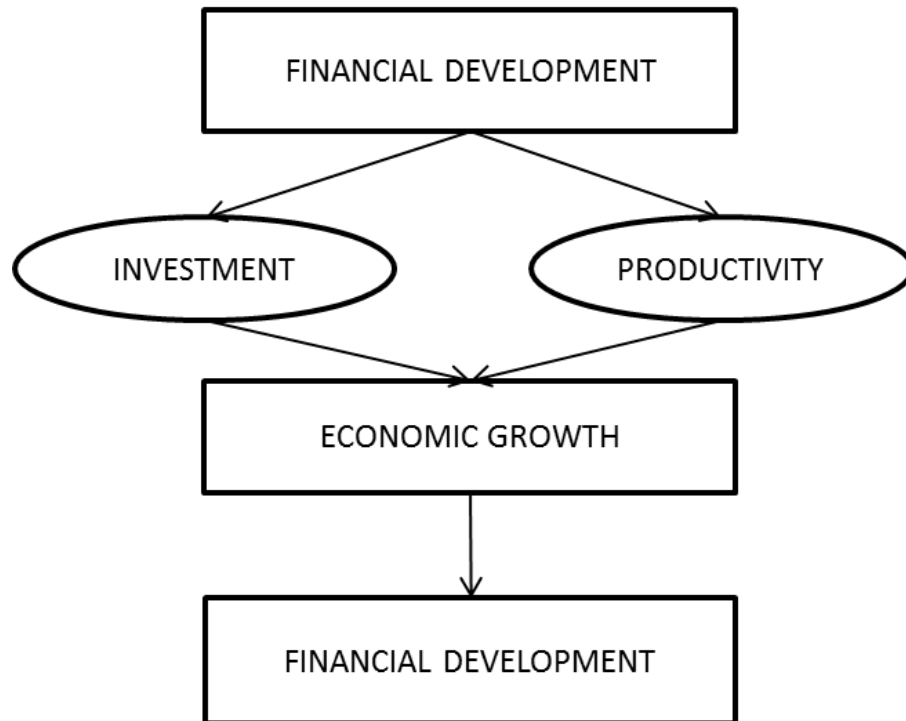 FINANCIAL DEVELOPMENT
INVESTMENT
PRODUCTIVITY
ECONOMIC GROWTH
FINANCIAL DEVELOPMENT